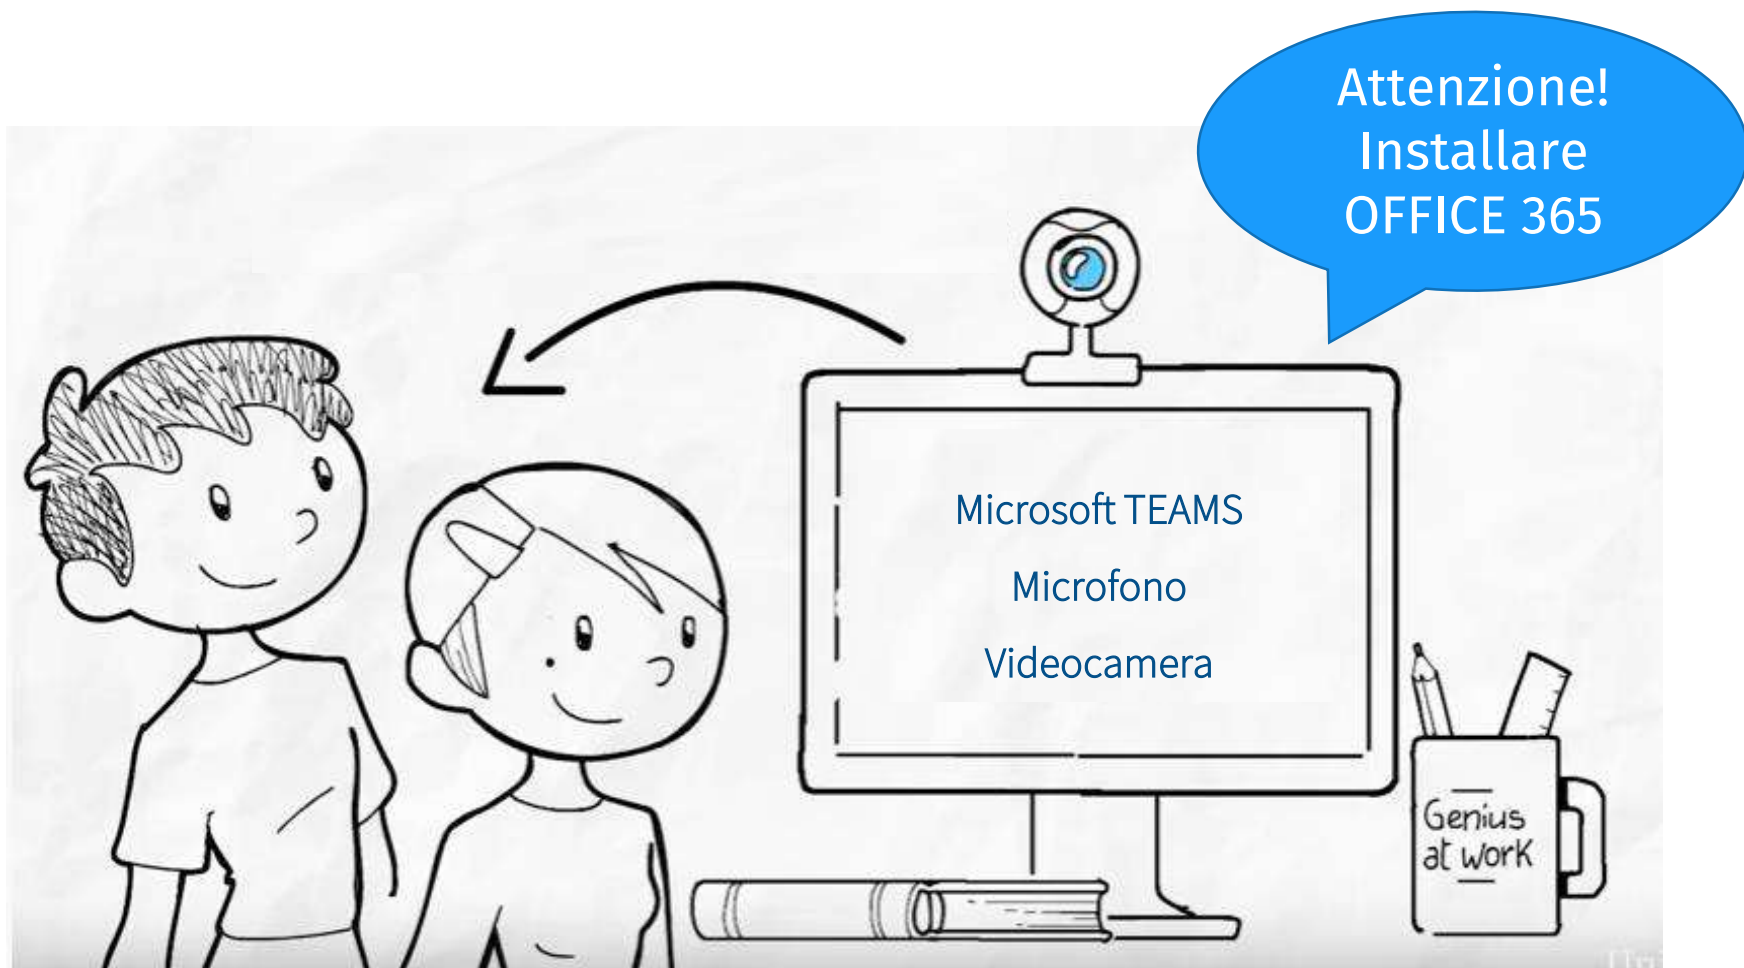 Attenzione!
Installare
OFFICE 365
Microsoft TEAMS
Microfono
Videocamera
Genius
at work